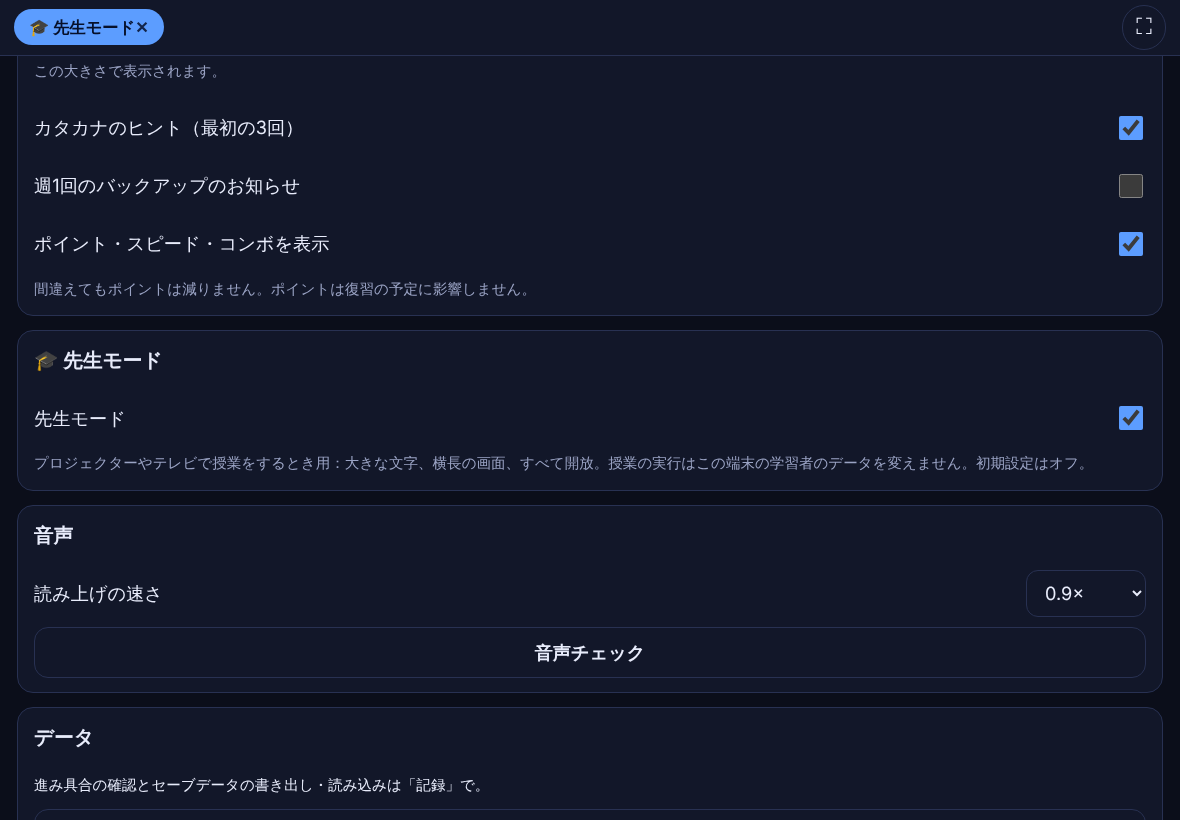 🎓 先生モード✕
この大きさで表示されます。
カタカナのヒント（最初の3回）
週1回のバックアップのお知らせ
ポイント・スピード・コンボを表示
間違えてもポイントは減りません。ポイントは復習の予定に影響しません。
🎓 先生モード
先生モード
プロジェクターやテレビで授業をするとき用：大きな文字、横長の画面、すべて開放。授業の実行はこの端末の学習者のデータを変えません。初期設定はオフ。
音声
読み上げの速さ
0.9×
音声チェック
データ
進み具合の確認とセーブデータの書き出し・読み込みは「記録」で。